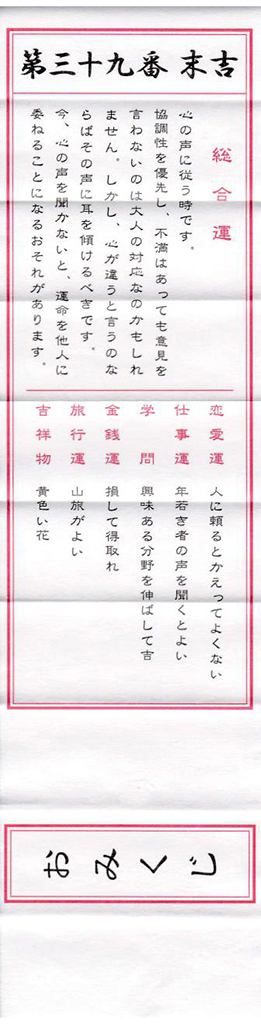 第三十九番 末吉
総合運
心の声に従う時です。
協調性を優先し、不満はあっても意見を
言わないのは大人の対応なのかもしれ
ません。しかし、心が違うと言うのな
らばその声に耳を傾けるべきです。
今、心の声を聞かないと、運命を他人に
委ねることになるおそれがあります。
恋愛運 人に頼るとかえってよくない
仕事運 年若き者の声を聞くとよい
学問 興味ある分野を伸ばして吉
金銭運 損して得取れ
旅行運 山旅がよい
吉祥物 黄色い花
おみくじ